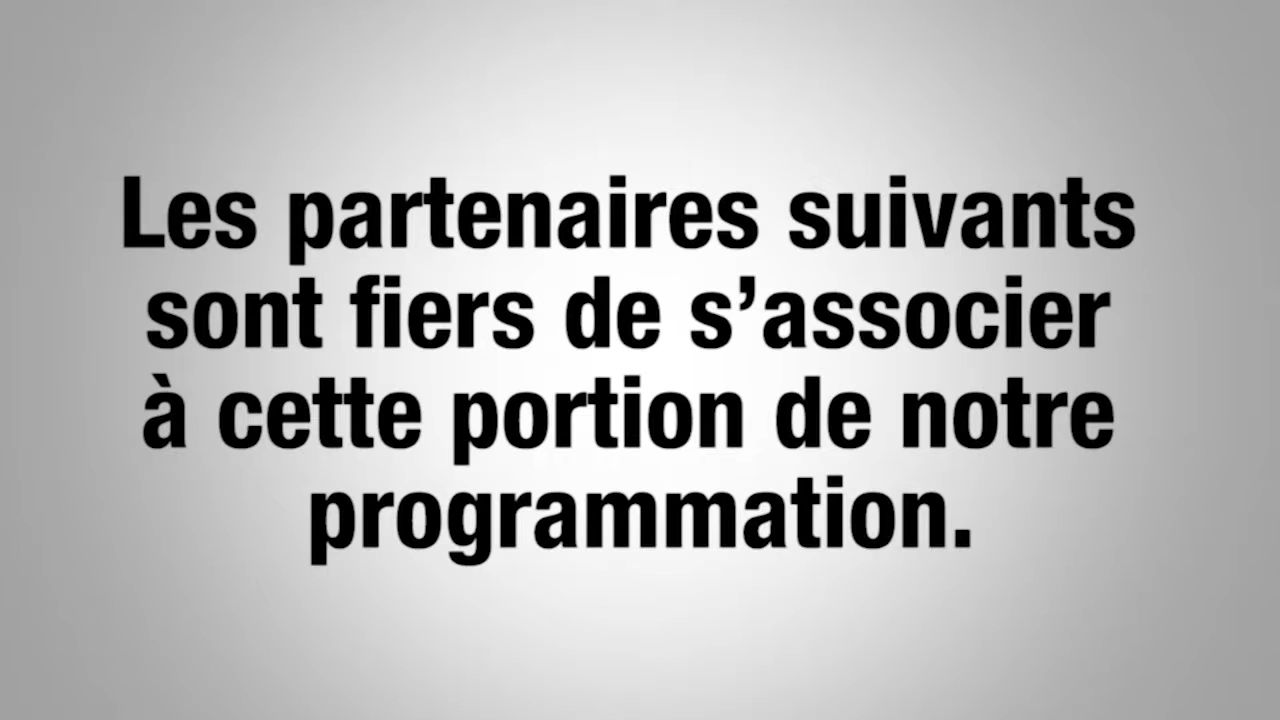 Les partenaires suivants
sont fiers de s’associer
à cette portion de notre
programmation.